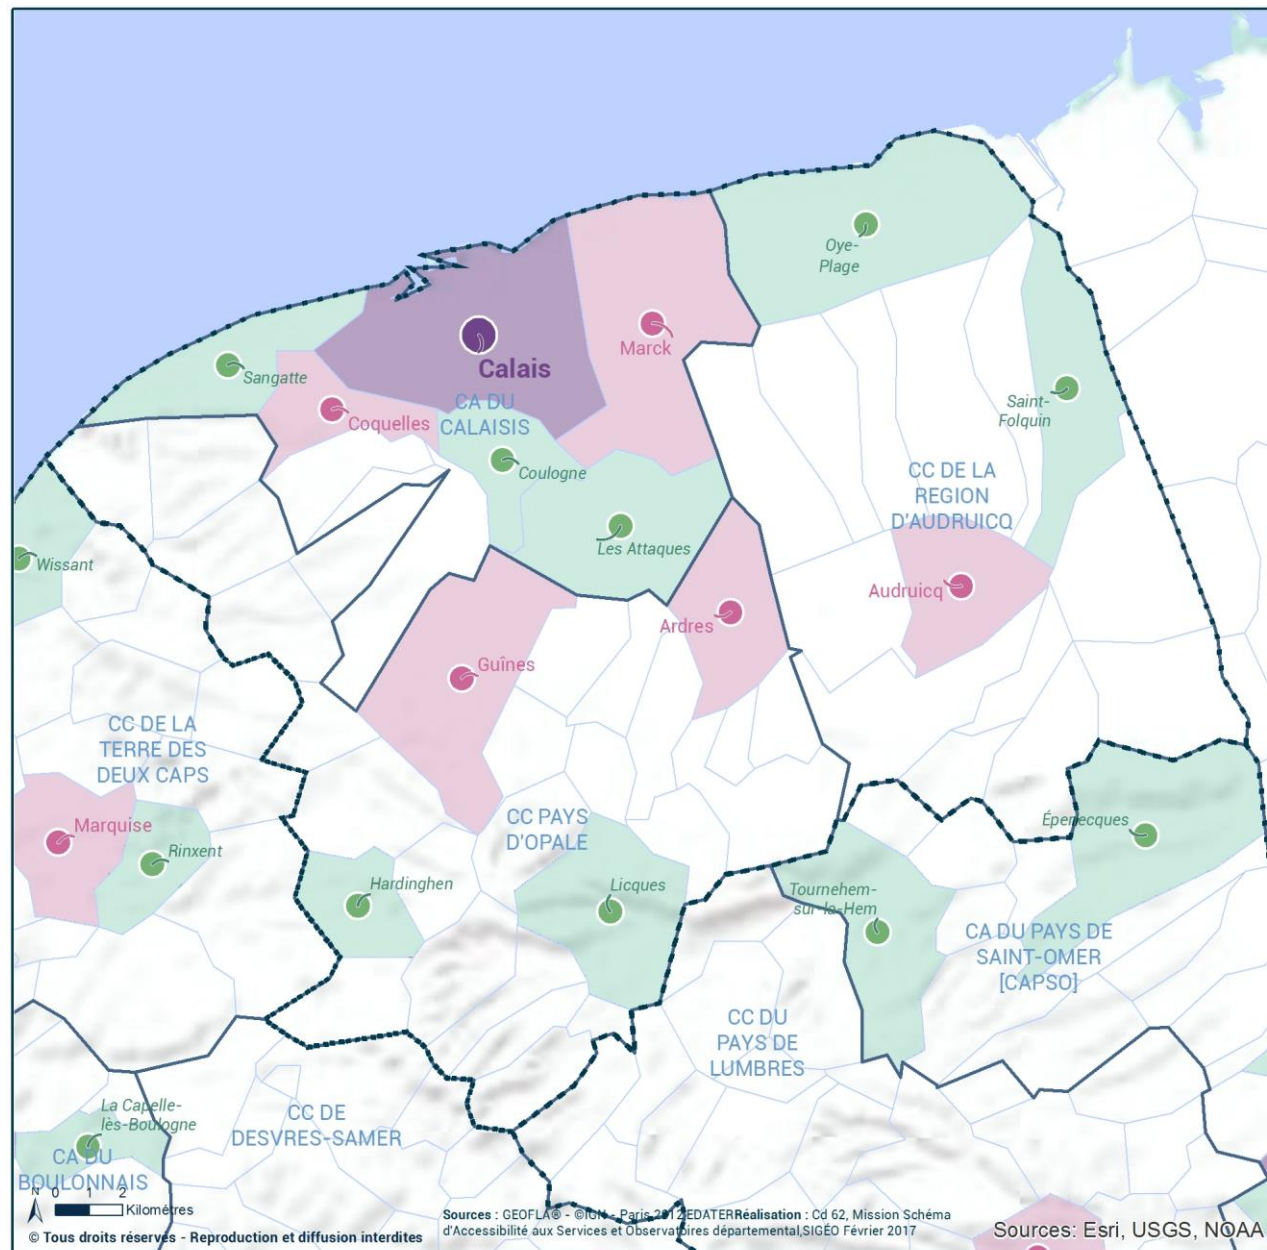 Oye-
Plage
Marck
Calais
Sangatte
Saint-
Folquin
CA DU
CALAISIS
Coquelles
Coulogne
CC DE LA
REGION
D'AUDRUICQ
Les Attaques
Wissant
Audruicq
Ardres
Guînes
CC DE LA
TERRE DES
DEUX CAPS
CC PAYS
D'OPALE
Marquise
Rinxent
Hardinghen
Licques
Éperlecques
Tournehem-
sur-la-Hem
CA DU PAYS DE
SAINT-OMER
[CAPSO]
CC DU
PAYS DE
LUMBRES
La Capelle-
lès-Boulogne
CC DE
DESVRES-SAMER
CA DU
BOULONNAIS
N
0 1 2
Kilométres
Sources : GEOFLA® - ©IGN - Paris 2012 EDATER Réalisation : Cd 62, Mission Schéma
d'Accessibilité aux Services et Observatoires départemental,SIGÉO Février 2017
© Tous droits réservés - Reproduction et diffusion interdites
Sources: Esri, USGS, NOAA